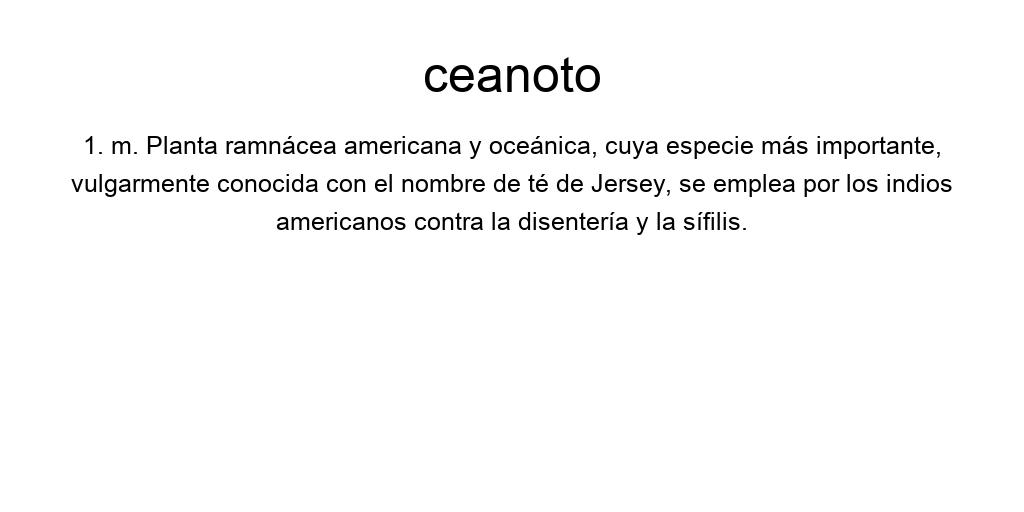 ceanoto
1. m. Planta ramnácea americana y oceánica, cuya especie más importante,
vulgarmente conocida con el nombre de té de Jersey, se emplea por los indios
americanos contra la disentería y la sífilis.